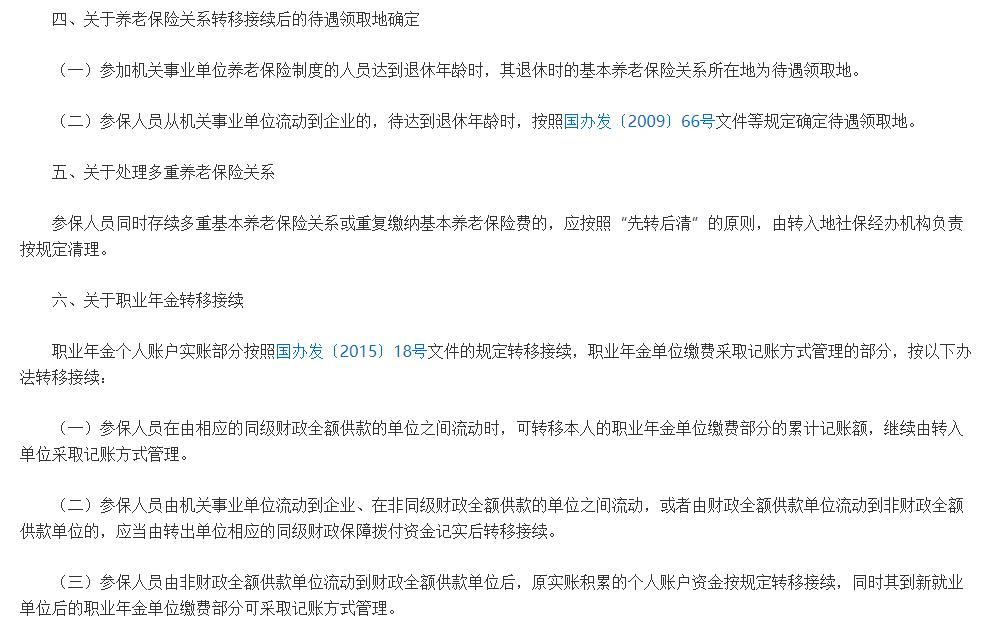 四、关于养老保险关系转移接续后的待遇领取地确定
（一）参加机关事业单位养老保险制度的人员达到退休年龄时，其退休时的基本养老保险关系所在地为待遇领取地。
（二）参保人员从机关事业单位流动到企业的，待达到退休年龄时，按照国办发〔2009〕66号文件等规定确定待遇领取地。
五、关于处理多重养老保险关系
参保人员同时存续多重基本养老保险关系或重复缴纳基本养老保险费的，应按照“先转后清”的原则，由转入地社保经办机构负责
按规定清理。
六、关于职业年金转移接续
职业年金个人账户实账部分按照国办发〔2015〕18号文件的规定转移接续，职业年金单位缴费采取记账方式管理的部分，按以下办
法转移接续：
（一）参保人员在由相应的同级财政全额供款的单位之间流动时，可转移本人的职业年金单位缴费部分的累计记账额，继续由转入
单位采取记账方式管理。
（二）参保人员由机关事业单位流动到企业、在非同级财政全额供款的单位之间流动，或者由财政全额供款单位流动到非财政全额
供款单位的，应当由转出单位相应的同级财政保障拨付资金记实后转移接续。
（三）参保人员由非财政全额供款单位流动到财政全额供款单位后，原实账积累的个人账户资金按规定转移接续，同时其到新就业
单位后的职业年金单位缴费部分可采取记账方式管理。